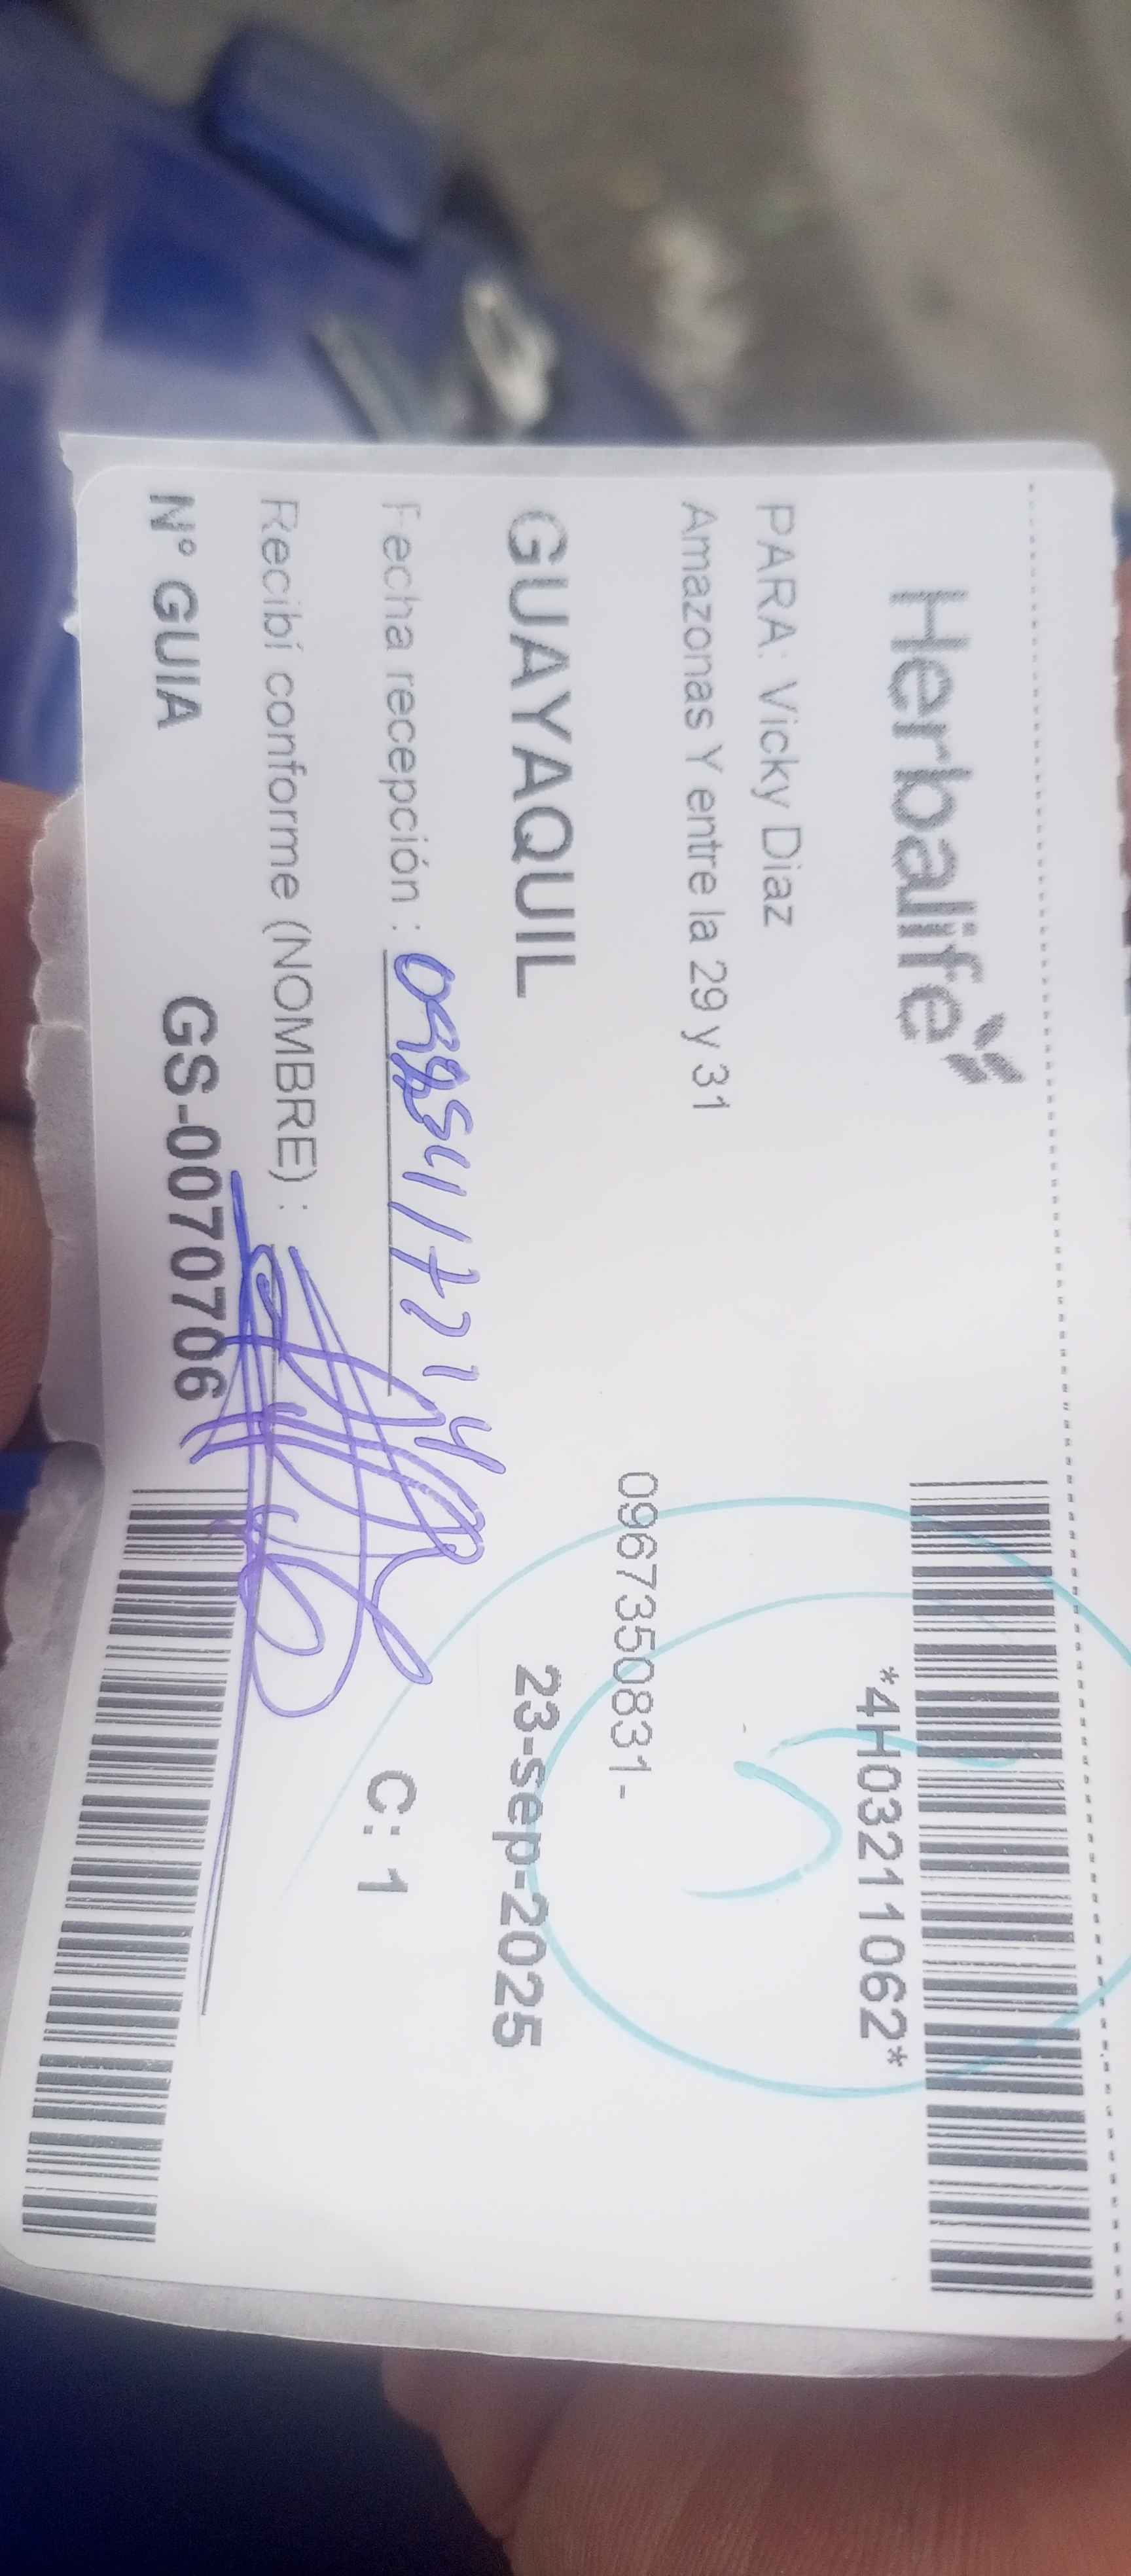 Herbalife
*4H03211062*
PARA: Vicky Diaz
Amazonas Y entre la 29 y 31
0967350831-
GUAYAQUIL 23-sep-2025
Fecha recepción :
C: 1
Recibí conforme (NOMBRE) :
N° GUIA GS-0070706